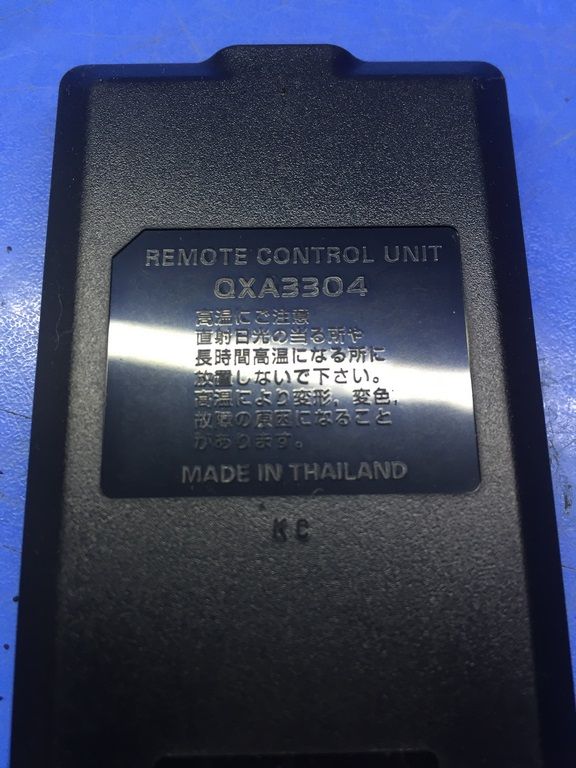 REMOTE CONTROL UNIT
QXA3304
高温にご注意
直射日光の当る所や
長時間高温になる所に
放置しないで下さい。
高温により変形，変色，
故障の原因になること
があります。
MADE IN THAILAND
KC